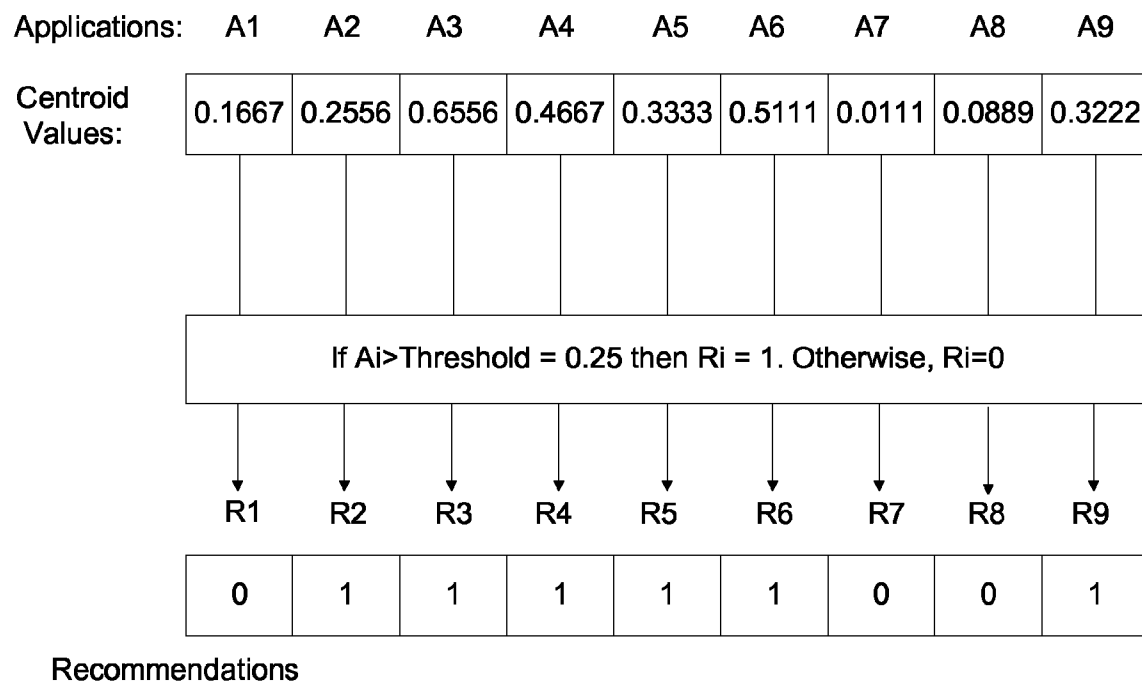 Applications: A1 A2 A3 A4 A5 A6 A7 A8 A9
Centroid
Values:
0.1667 0.2556 0.6556 0.4667 0.3333 0.5111 0.0111 0.0889 0.3222
If Ai>Threshold = 0.25 then Ri = 1. Otherwise, Ri=0
R1 R2 R3 R4 R5 R6 R7 R8 R9
0 1 1 1 1 1 0 0 1
Recommendations